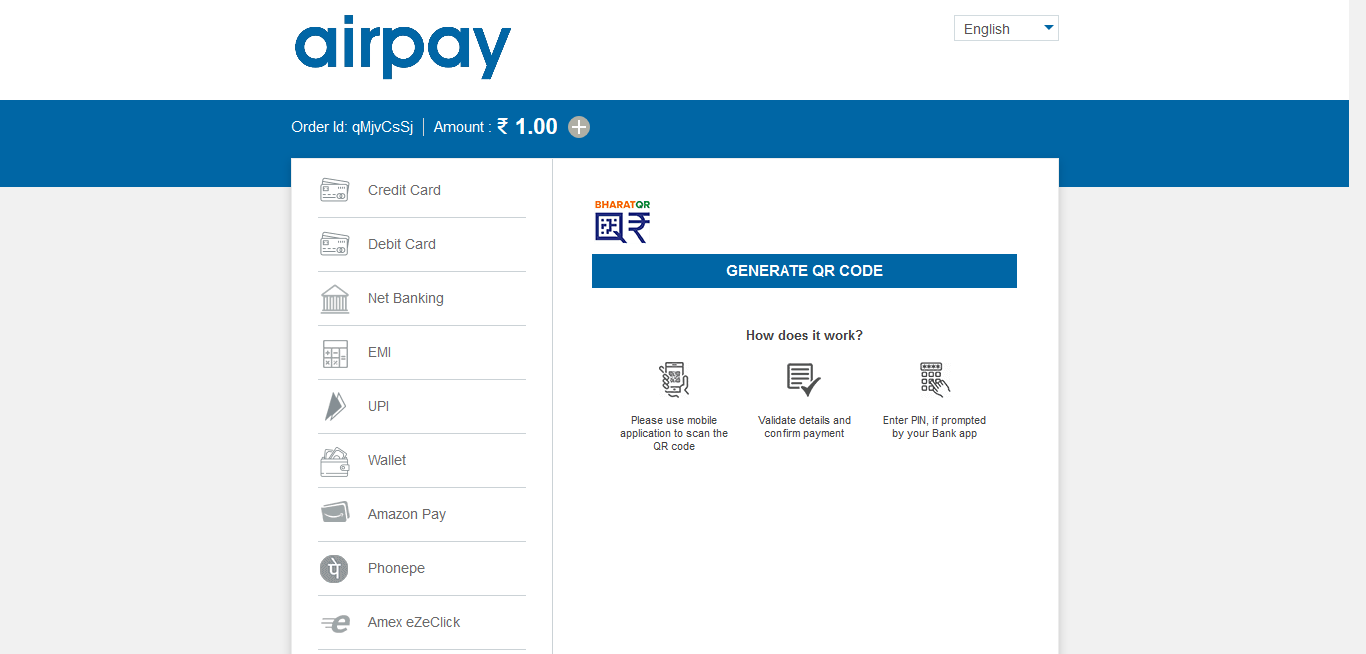 airpay
English
Order Id: qMjvCsSj | Amount : ₹ 1.00
Credit Card
Debit Card
Net Banking
EMI
UPI
Wallet
Amazon Pay
पे Phonepe
Amex eZeClick
BHARATQR
GENERATE QR CODE
How does it work?
Please use mobile
application to scan the
QR code
Validate details and
confirm payment
Enter PIN, if prompted
by your Bank app